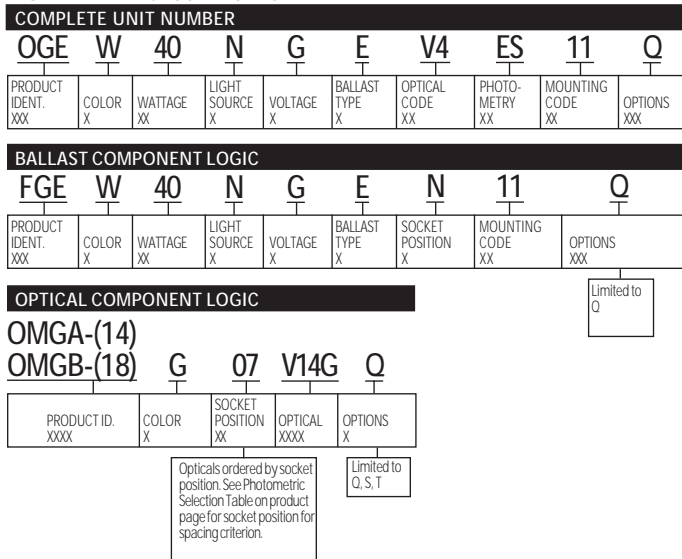 COMPLETE UNIT NUMBER
OGE W 40 N G E V4 ES 11 Q
PRODUCT IDENT. XXX
COLOR X
WATTAGE XX
LIGHT SOURCE X
VOLTAGE X
BALLAST TYPE X
OPTICAL CODE XX
PHOTO-METRY XX
MOUNTING CODE XX
OPTIONS XXX
BALLAST COMPONENT LOGIC
FGE W 40 N G E N 11 Q
PRODUCT IDENT. XXX
COLOR X
WATTAGE XX
LIGHT SOURCE X
VOLTAGE X
BALLAST TYPE X
SOCKET POSITION X
MOUNTING CODE XX
OPTIONS XXX
Limited to
Q
OPTICAL COMPONENT LOGIC
OMGA-(14)
OMGB-(18) G 07 V14G Q
PRODUCT ID. XXXX
COLOR X
SOCKET POSITION XX
OPTICAL XXXX
OPTIONS X
Opticals ordered by socket
position. See Photometric
Selection Table on product
page for socket position for
spacing criterion.
Limited to
Q, S, T